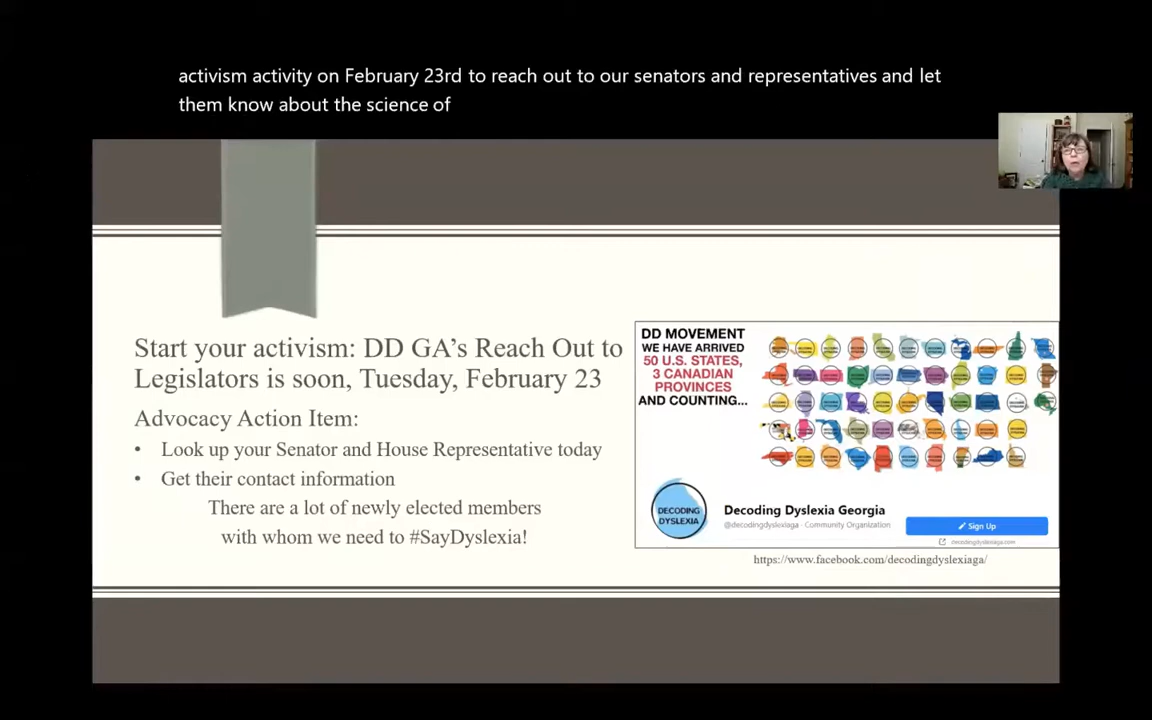 activism activity on February 23rd to reach out to our senators and representatives and let
them know about the science of
Start your activism: DD GA's Reach Out to
Legislators is soon, Tuesday, February 23
Advocacy Action Item:
• Look up your Senator and House Representative today
• Get their contact information
There are a lot of newly elected members
with whom we need to #SayDyslexia!
DD MOVEMENT
WE HAVE ARRIVED
50 U.S. STATES,
3 CANADIAN
PROVINCES
AND COUNTING...
DECODING
DYSLEXIA
Decoding Dyslexia Georgia
@decodingdyslexiaga · Community Organization
Sign Up
decodingdyslexiaga.com
https://www.facebook.com/decodingdyslexiaga/